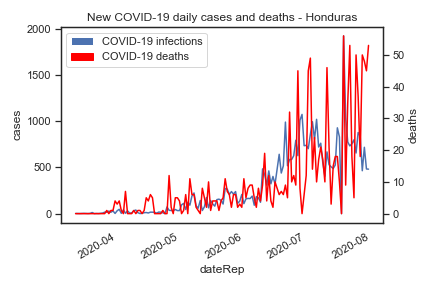 New COVID-19 daily cases and deaths - Honduras
COVID-19 infections
COVID-19 deaths
2000
1500
1000
500
0
cases
50
40
30
20
10
0
deaths
2020-04
2020-05
2020-06
2020-07
2020-08
dateRep